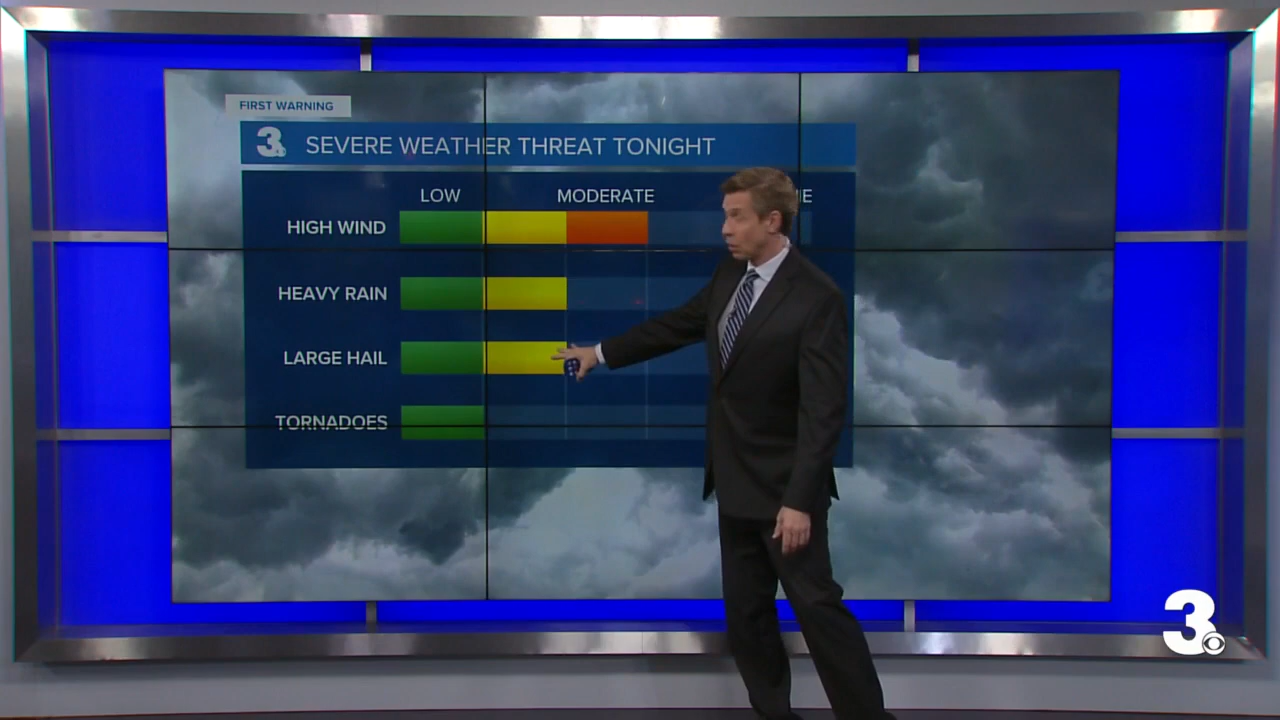 FIRST WARNING
3 SEVERE WEATHER THREAT TONIGHT
LOW MODERATE
HIGH WIND
HEAVY RAIN
LARGE HAIL
TORNADOES
3